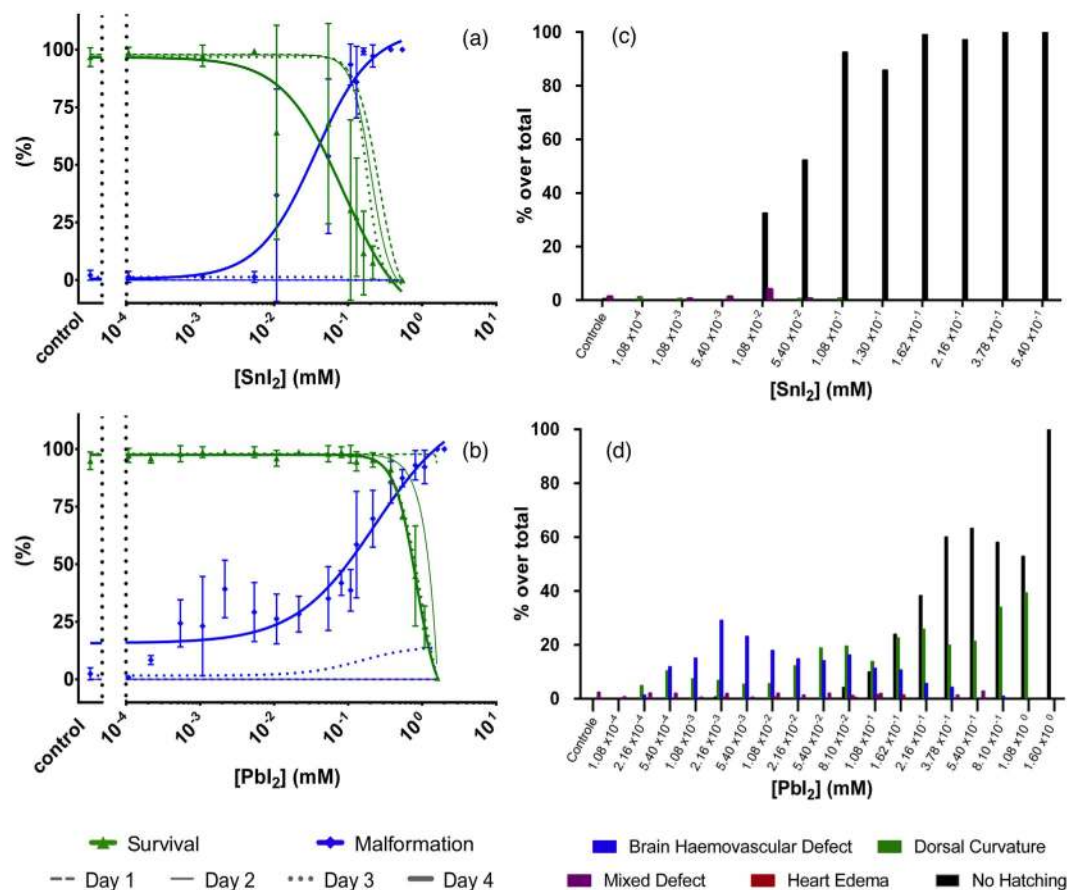 (a)
100
75
50
25
0
(%)
control
10-4
10-3
10-2
10-1
100
101
[SnI2] (mM)
(c)
100
80
60
40
20
0
% over total
Controle
1.08 x10-4
1.08 x10-3
5.40 x10-3
1.08 x10-2
5.40 x10-2
1.08 x10-1
1.30 x10-1
1.62 x10-1
2.16 x10-1
3.78 x10-1
5.40 x10-1
[SnI2] (mM)
(b)
100
75
50
25
0
(%)
control
10-4
10-3
10-2
10-1
100
101
[PbI2] (mM)
(d)
100
80
60
40
20
0
% over total
Controle
1.08 x10-4
2.16 x10-4
5.40 x10-4
1.08 x10-3
2.16 x10-3
5.40 x10-3
1.08 x10-2
2.16 x10-2
5.40 x10-2
8.10 x10-2
1.08 x10-1
1.62 x10-1
2.16 x10-1
3.78 x10-1
5.40 x10-1
8.10 x10-1
1.08 x10 0
1.60 x10 0
[PbI2] (mM)
Survival
Malformation
Day 1
Day 2
Day 3
Day 4
Brain Haemovascular Defect
Dorsal Curvature
Mixed Defect
Heart Edema
No Hatching